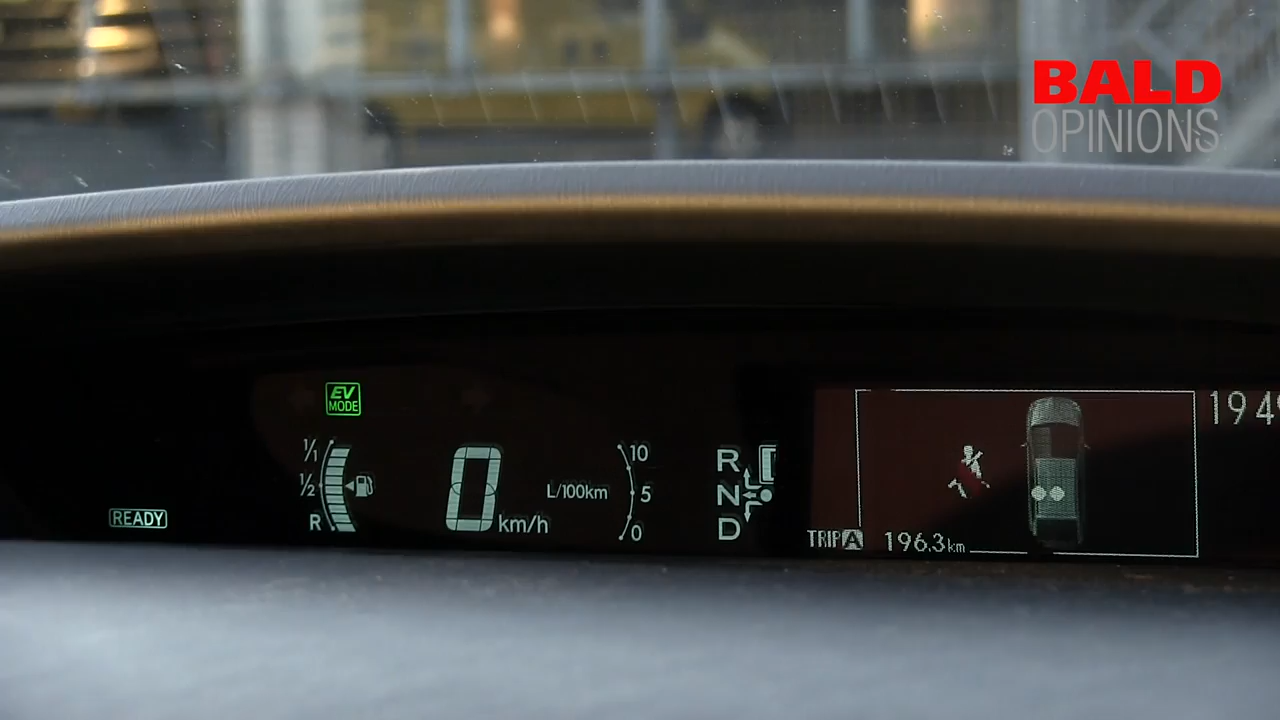 BALD
OPINIONS
EV
MODE
1/1
1/2
R
READY
0 km/h
L/100km
10
5
0
R
N
D
TRIP A 196.3 km